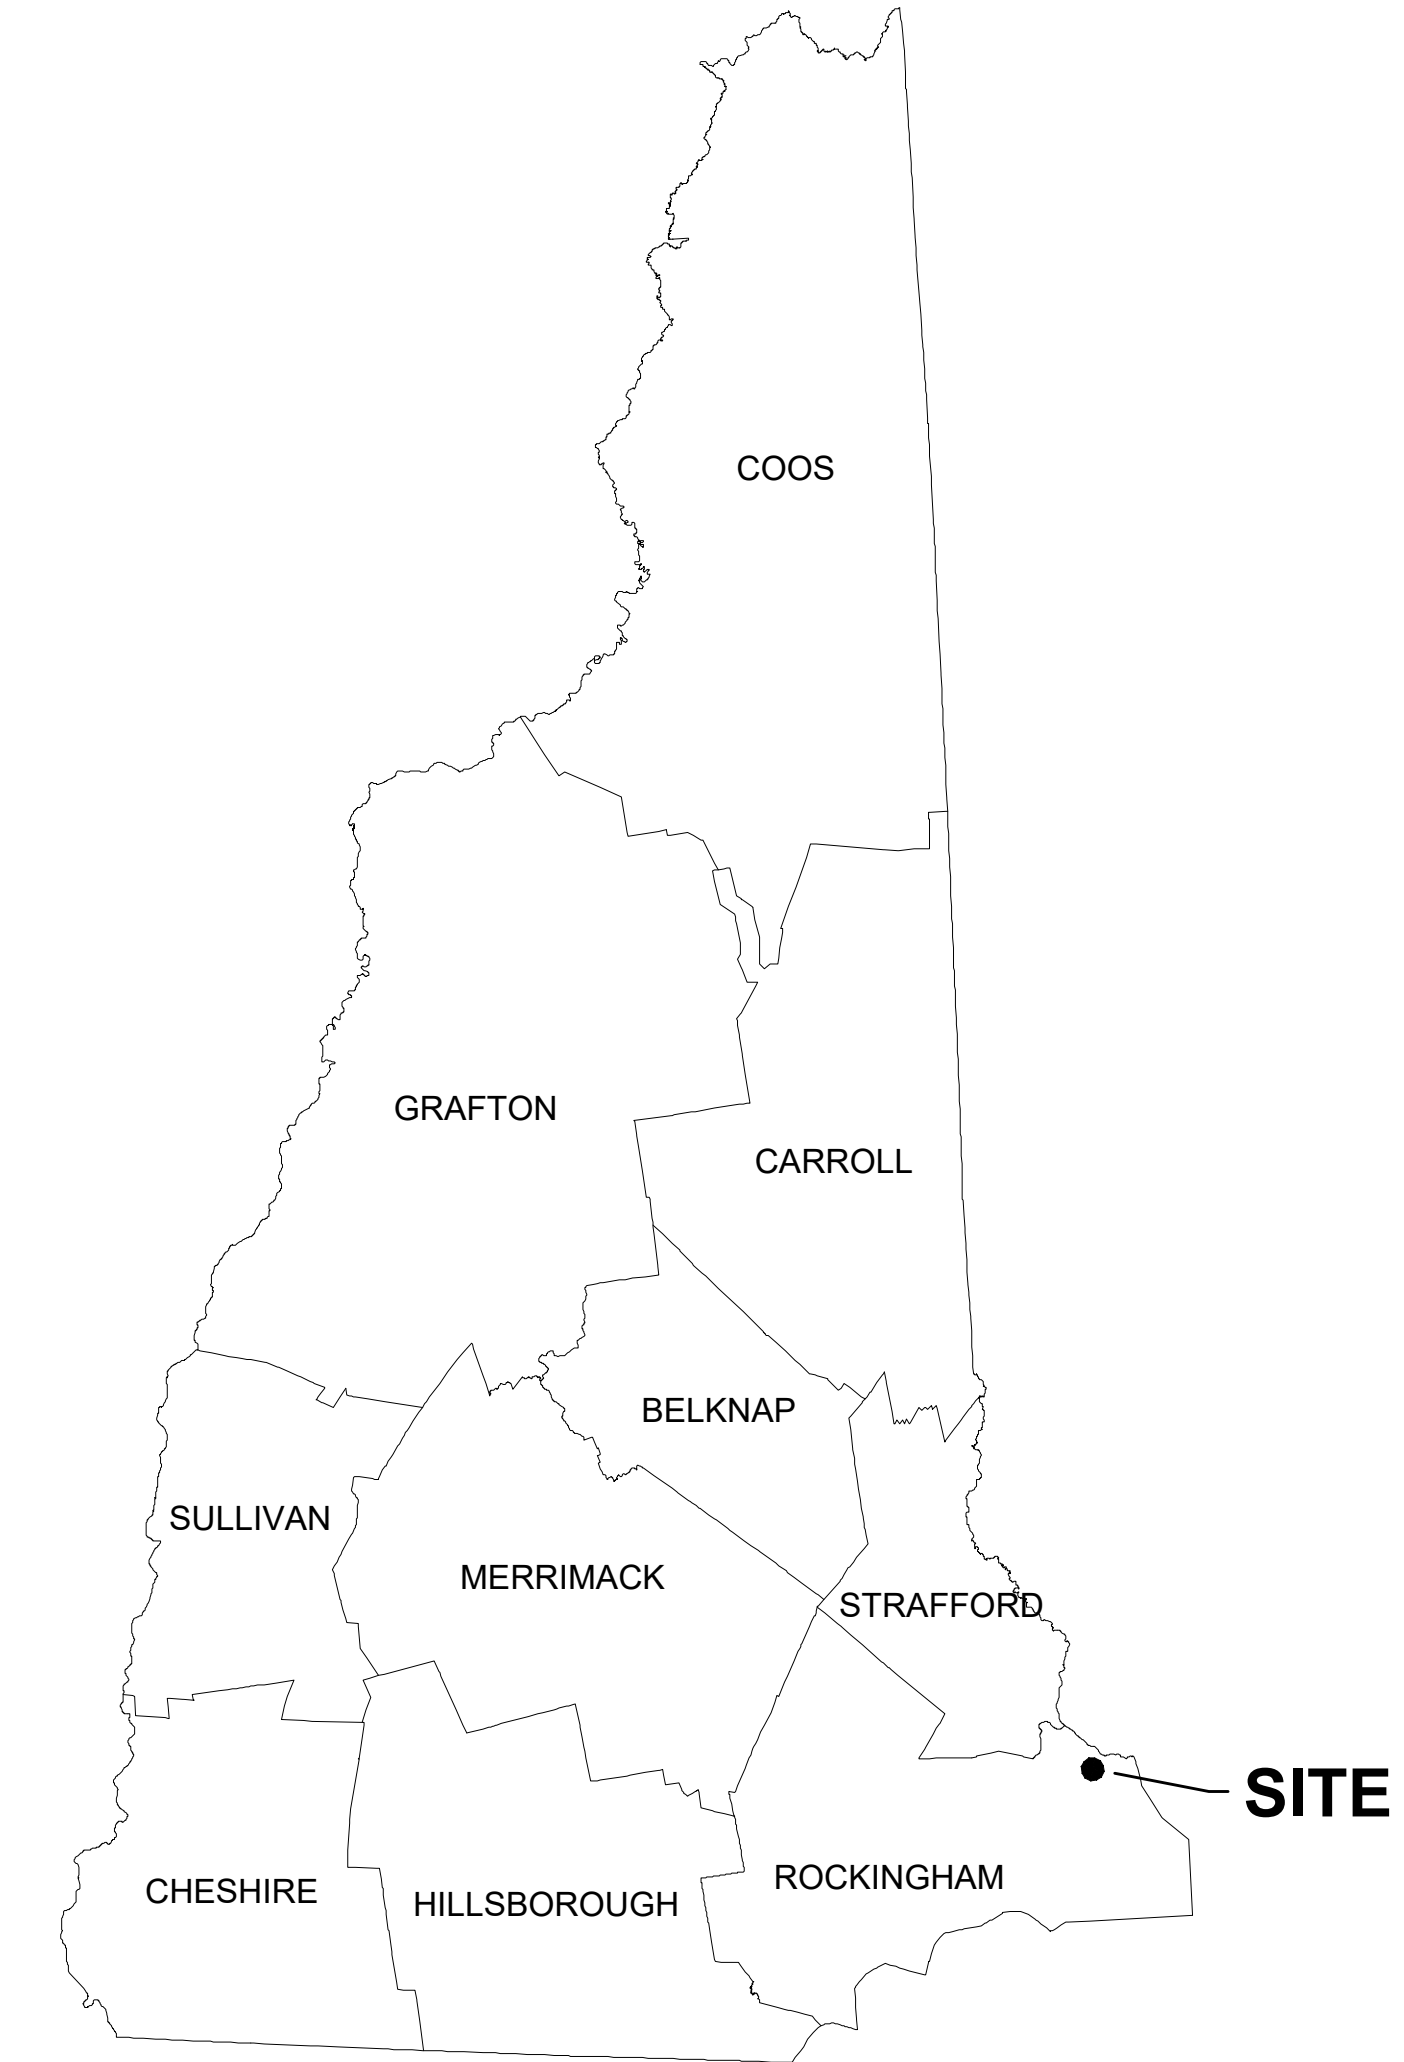 COOS
GRAFTON
CARROLL
BELKNAP
SULLIVAN
MERRIMACK
STRAFFORD
SITE
ROCKINGHAM
CHESHIRE
HILLSBOROUGH